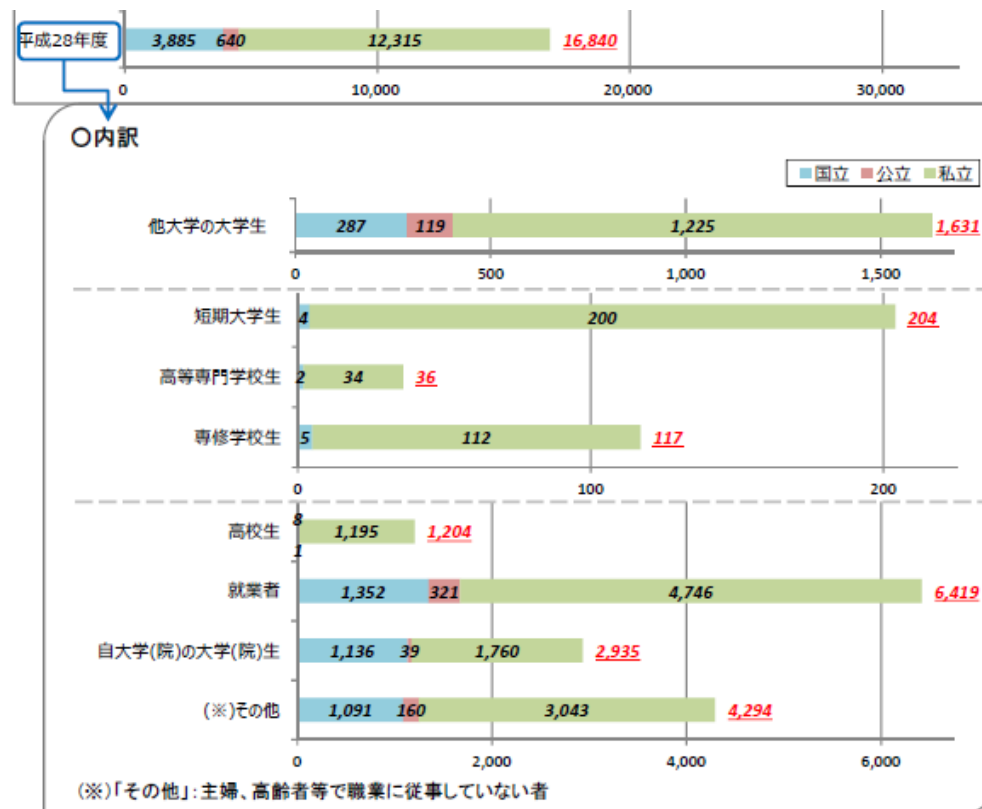 平成28年度 3,885 640 12,315 16,840
0 10,000 20,000 30,000
〇内訳
国立 公立 私立
他大学の大学生 287 119 1,225 1,631
0 500 1,000 1,500
短期大学生 4 200 204
高等専門学校生 2 34 36
専修学校生 5 112 117
0 100 200
高校生 8 1 1,195 1,204
就業者 1,352 321 4,746 6,419
自大学(院)の大学(院)生 1,136 39 1,760 2,935
(※)その他 1,091 160 3,043 4,294
0 2,000 4,000 6,000
(※)「その他」:主婦、高齢者等で職業に従事していない者